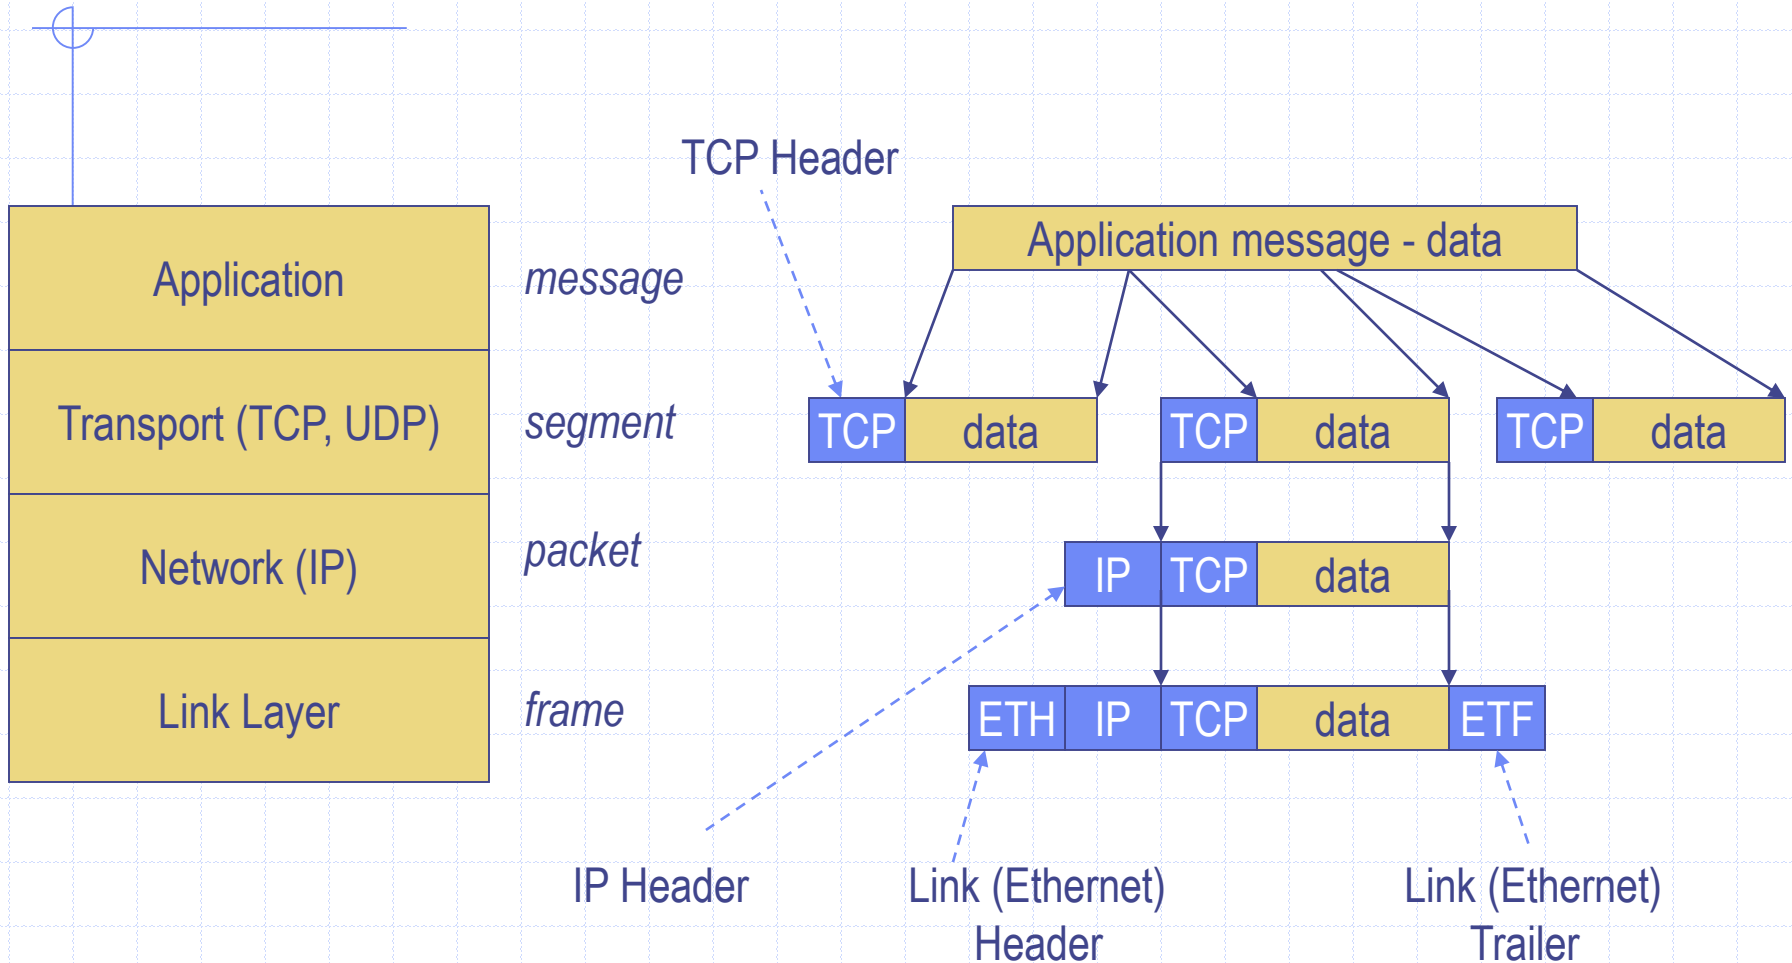 TCP Header
Application message - data
Application
message
Transport (TCP, UDP)
segment
TCP data
TCP data
TCP data
Network (IP)
packet
IP TCP data
Link Layer
frame
ETH IP TCP data ETF
IP Header
Link (Ethernet)
Header
Link (Ethernet)
Trailer